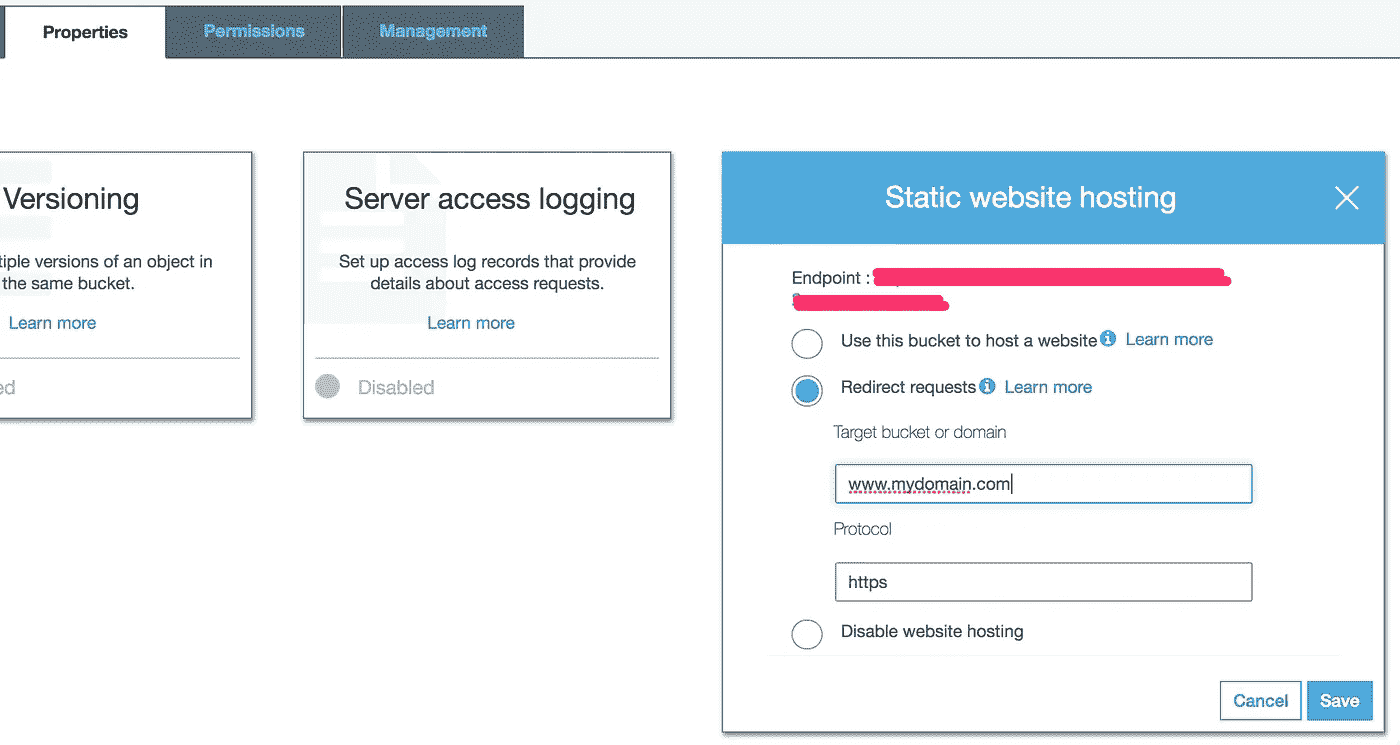 Properties
Permissions
Management
Versioning
tiple versions of an object in
the same bucket.
Learn more
ed
Server access logging
Set up access log records that provide
details about access requests.
Learn more
Disabled
Static website hosting
Endpoint :
Use this bucket to host a website Learn more
Redirect requests Learn more
Target bucket or domain
www.mydomain.com
Protocol
https
Disable website hosting
Cancel
Save